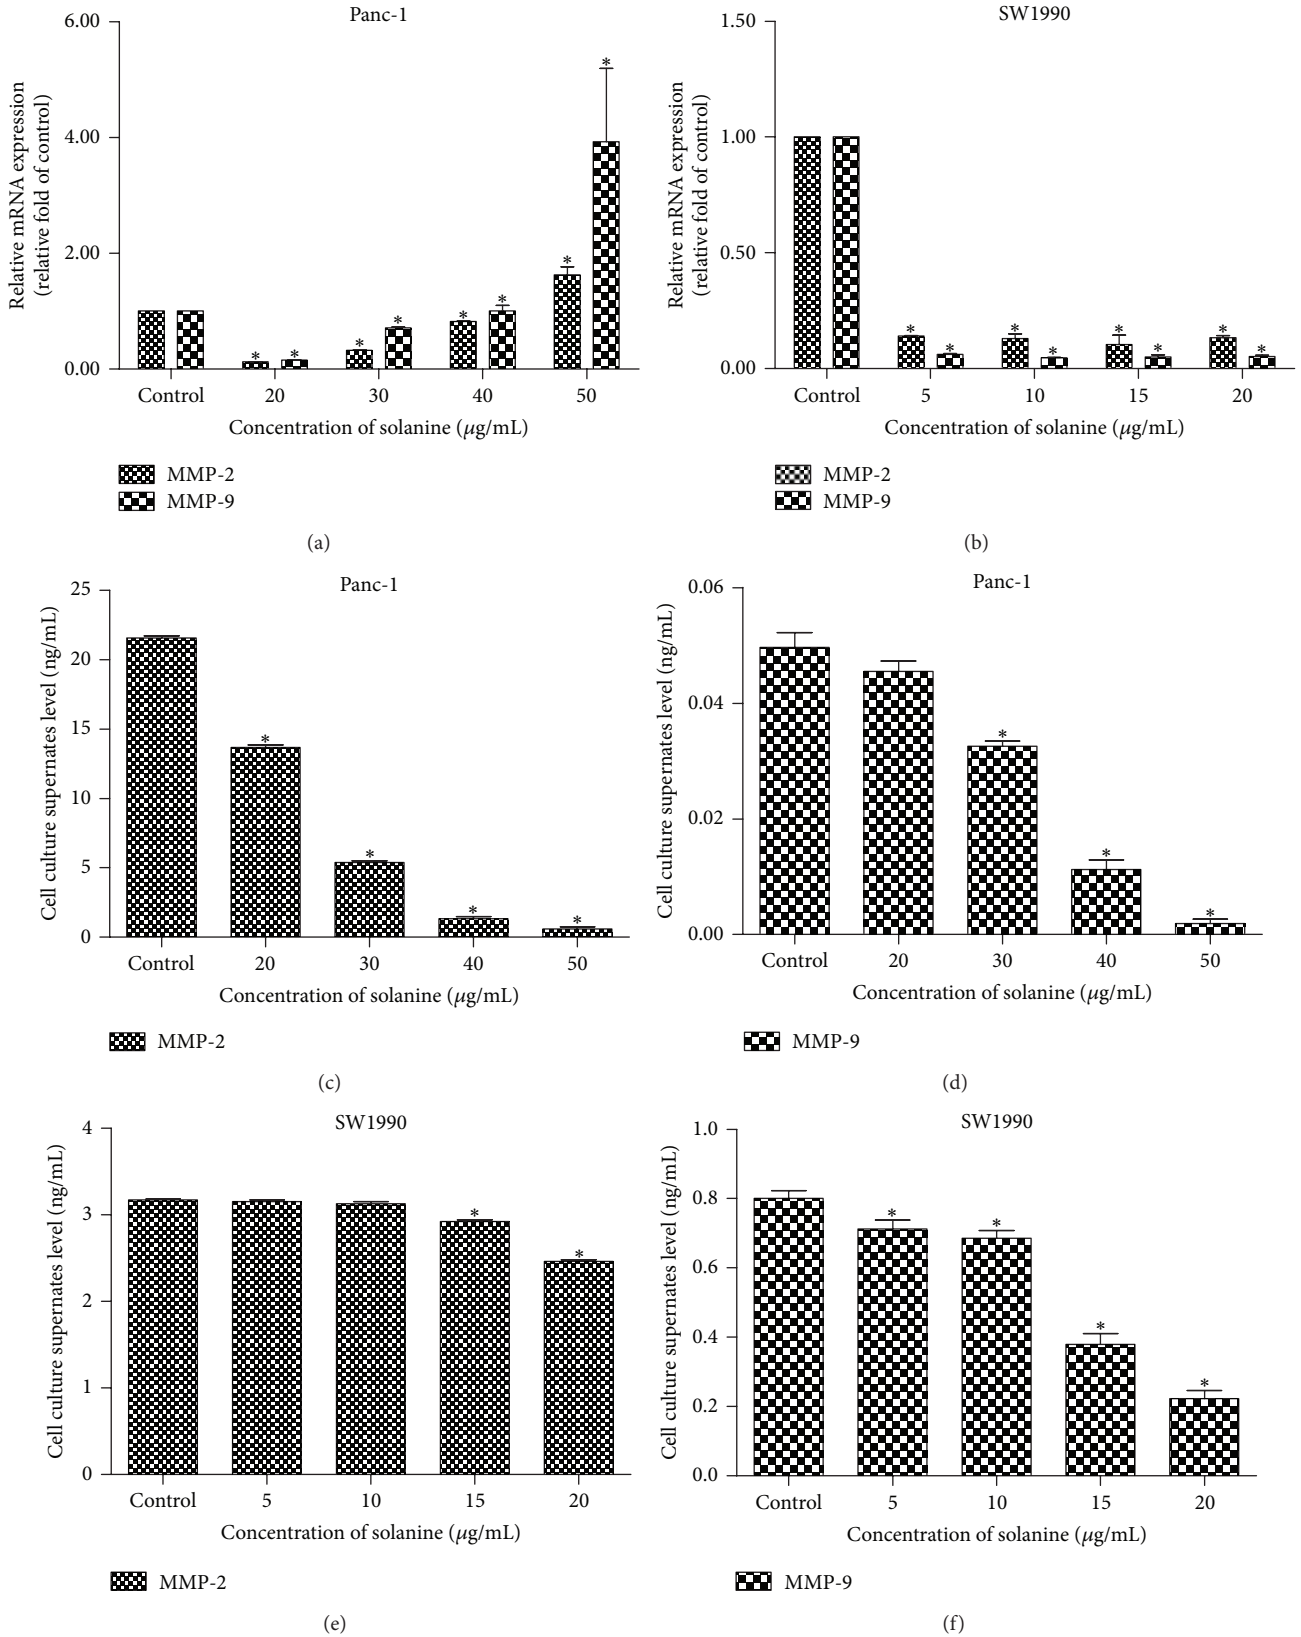 Panc-1
6.00
4.00
2.00
0.00
Relative mRNA expression
(relative fold of control)
* * * * * * * *
Control 20 30 40 50
Concentration of solanine (μg/mL)
MMP-2
MMP-9
(a)
SW1990
1.50
1.00
0.50
0.00
Relative mRNA expression
(relative fold of control)
* * * * * * * *
Control 5 10 15 20
Concentration of solanine (μg/mL)
MMP-2
MMP-9
(b)
Panc-1
25
20
15
10
5
0
Cell culture supernates level (ng/mL)
* * * *
Control 20 30 40 50
Concentration of solanine (μg/mL)
MMP-2
(c)
Panc-1
0.06
0.04
0.02
0.00
Cell culture supernates level (ng/mL)
* * *
Control 20 30 40 50
Concentration of solanine (μg/mL)
MMP-9
(d)
SW1990
4
3
2
1
0
Cell culture supernates level (ng/mL)
* *
Control 5 10 15 20
Concentration of solanine (μg/mL)
MMP-2
(e)
SW1990
1.0
0.8
0.6
0.4
0.2
0.0
Cell culture supernates level (ng/mL)
* * * *
Control 5 10 15 20
Concentration of solanine (μg/mL)
MMP-9
(f)